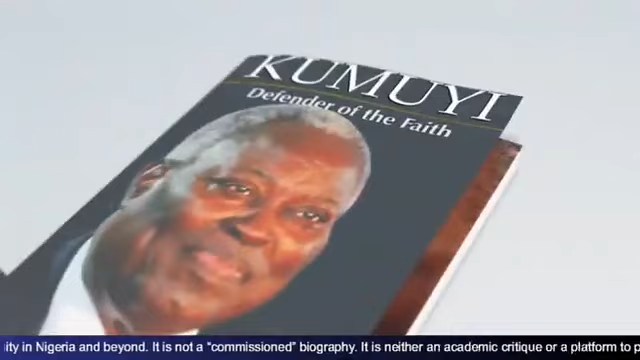 KUMUYI
Defender of the Faith
ity in Nigeria and beyond. It is not a "commissioned" biography. It is neither an academic critique or a platform to p